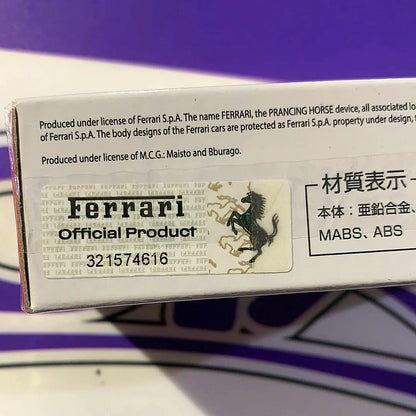 Produced under license of Ferrari S.p.A. The name FERRARI, the PRANCING HORSE device, all associated lo
of Ferrari S.p.A. The body designs of the Ferrari cars are protected as Ferrari S.p.A. property under design, t
Produced under license of M.C.G.: Maisto and Bburago.
Ferrari
Official Product
321574616
材質表示
本体：亜鉛合金、
MABS、ABS